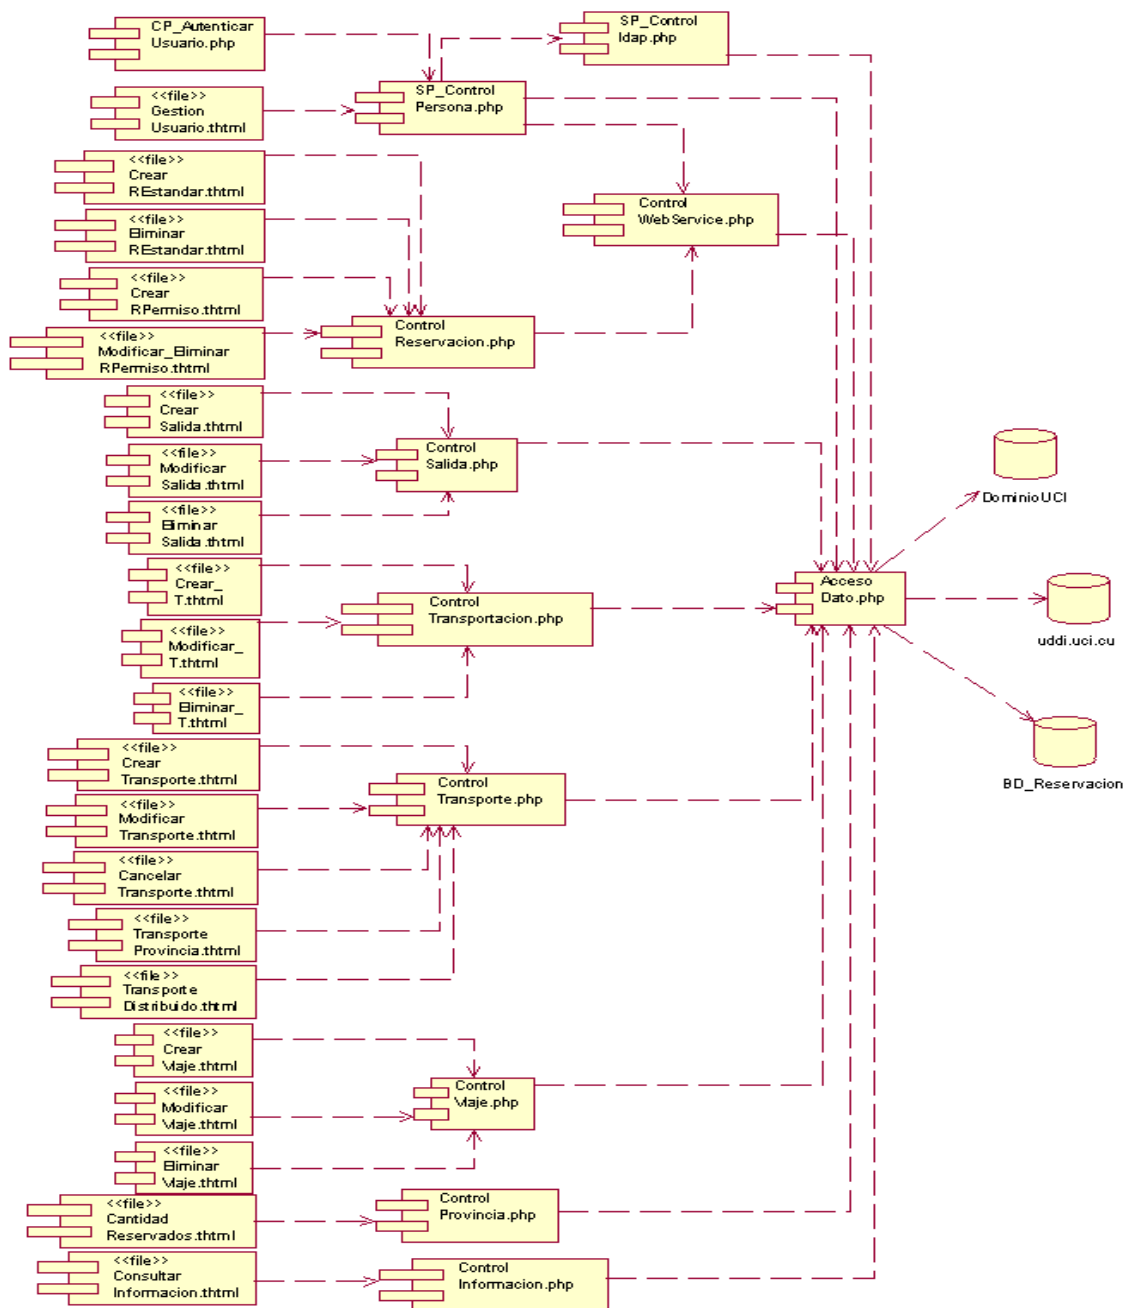 CP_Autenticar
Usuario.php
SP_Control
ldap.php
<<file>>
Gestion
Usuario.thtml
SP_Control
Persona.php
<<file>>
Crear
REstandar.thtml
<<file>>
Eliminar
REstandar.thtml
Control
WebService.php
<<file>>
Crear
RPermiso.thtml
<<file>>
Modificar_Eliminar
RPermiso.thtml
Control
Reservacion.php
<<file>>
Crear
Salida.thtml
<<file>>
Modificar
Salida.thtml
Control
Salida.php
<<file>>
Eliminar
Salida.thtml
DominioUCI
<<file>>
Crear_
T.thtml
Control
Transportacion.php
Acceso
Dato.php
uddi.uci.cu
<<file>>
Modificar_
T.thtml
<<file>>
Eliminar_
T.thtml
BD_Reservacion
<<file>>
Crear
Transporte.thtml
Control
Transporte.php
<<file>>
Modificar
Transporte.thtml
<<file>>
Cancelar
Transporte.thtml
<<file>>
Transporte
Provincia.thtml
<<file>>
Transporte
Distribuido.thtml
<<file>>
Crear
Viaje.thtml
Control
Viaje.php
<<file>>
Modificar
Viaje.thtml
<<file>>
Eliminar
Viaje.thtml
<<file>>
Cantidad
Reservados.thtml
Control
Provincia.php
<<file>>
Consultar
Informacion.thtml
Control
Informacion.php